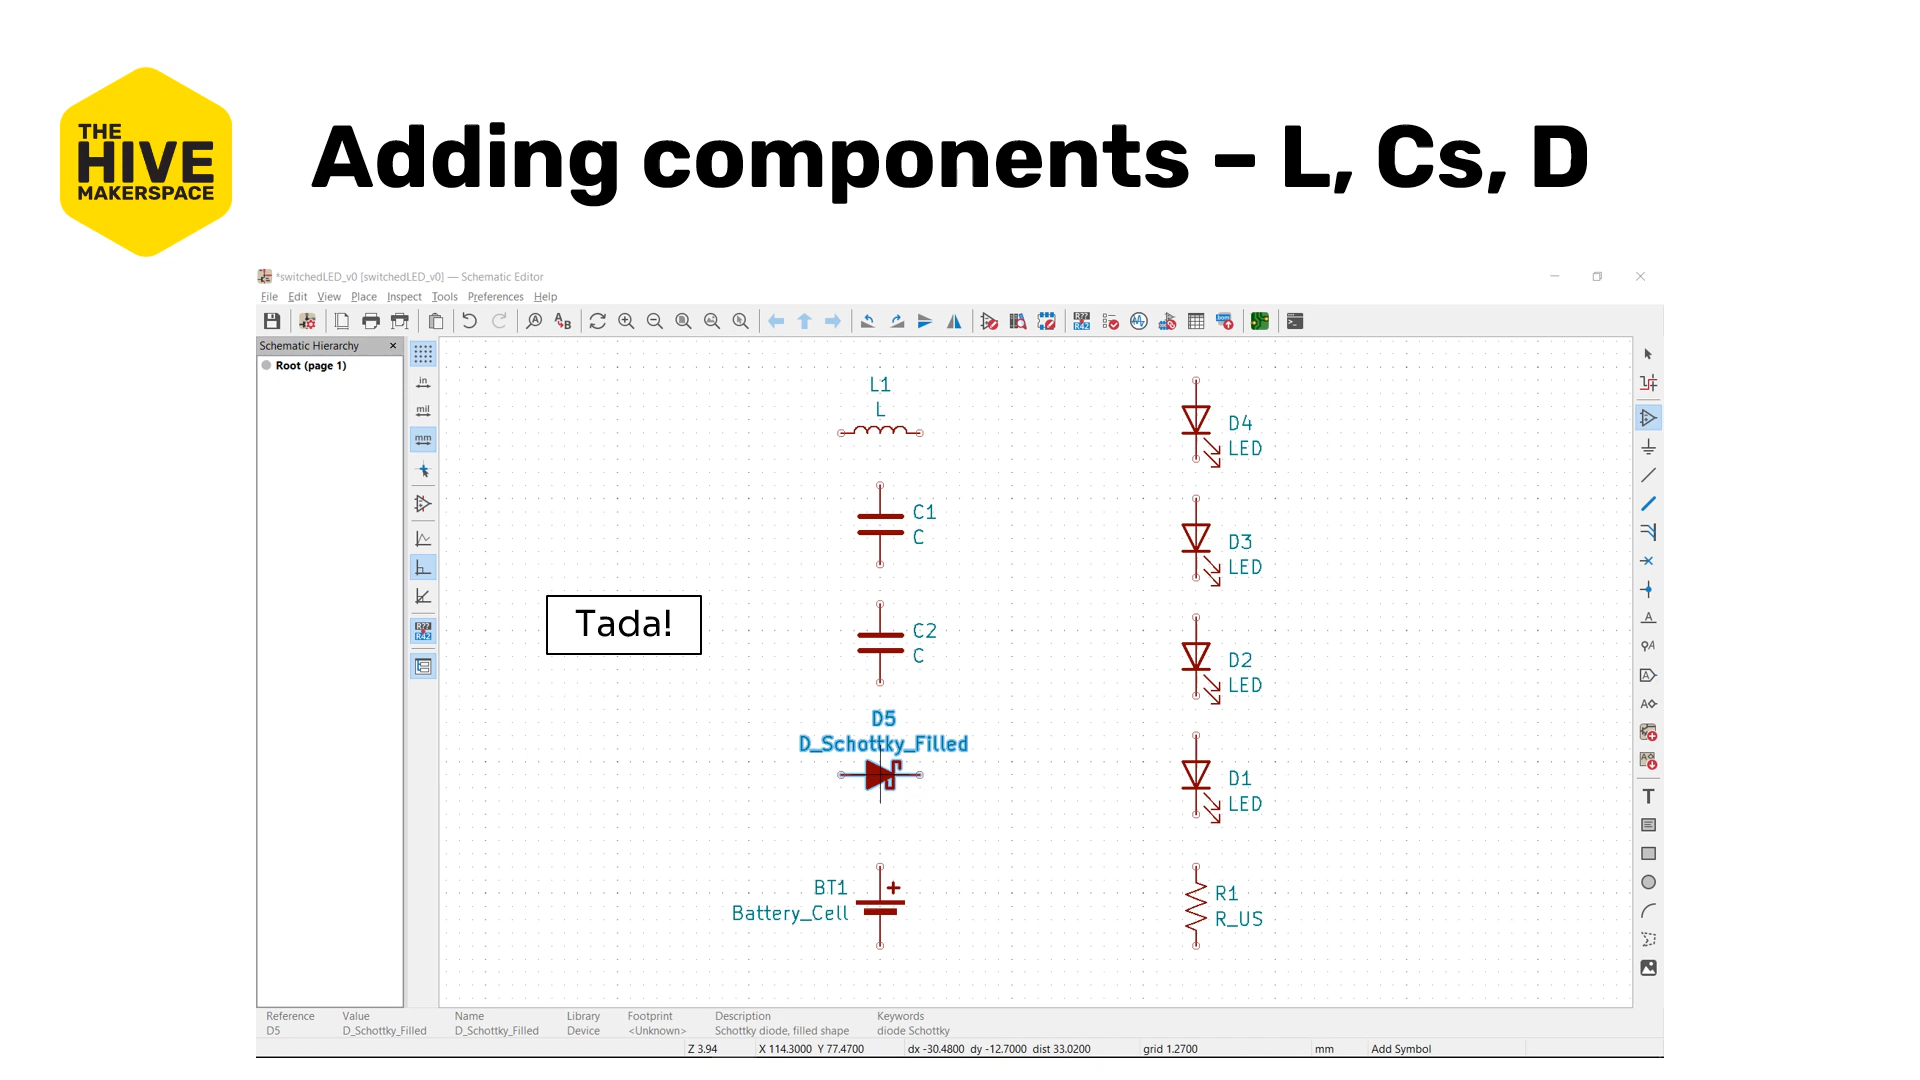 THE
HIVE
MAKERSPACE
Adding components – L, Cs, D
*switchedLED_v0 [switchedLED_v0] — Schematic Editor
File Edit View Place Inspect Tools Preferences Help
Schematic Hierarchy
Root (page 1)
in
mil
mm
L1
L
C1
C
C2
C
Tada!
D5
D_Schottky_Filled
BT1
Battery_Cell
D4
LED
D3
LED
D2
LED
D1
LED
R1
R_US
Reference Value Name Library Footprint Description Keywords
D5 D_Schottky_Filled D_Schottky_Filled Device <Unknown> Schottky diode, filled shape diode Schottky
Z 3.94 X 114.3000 Y 77.4700 dx -30.4800 dy -12.7000 dist 33.0200 grid 1.2700 mm Add Symbol